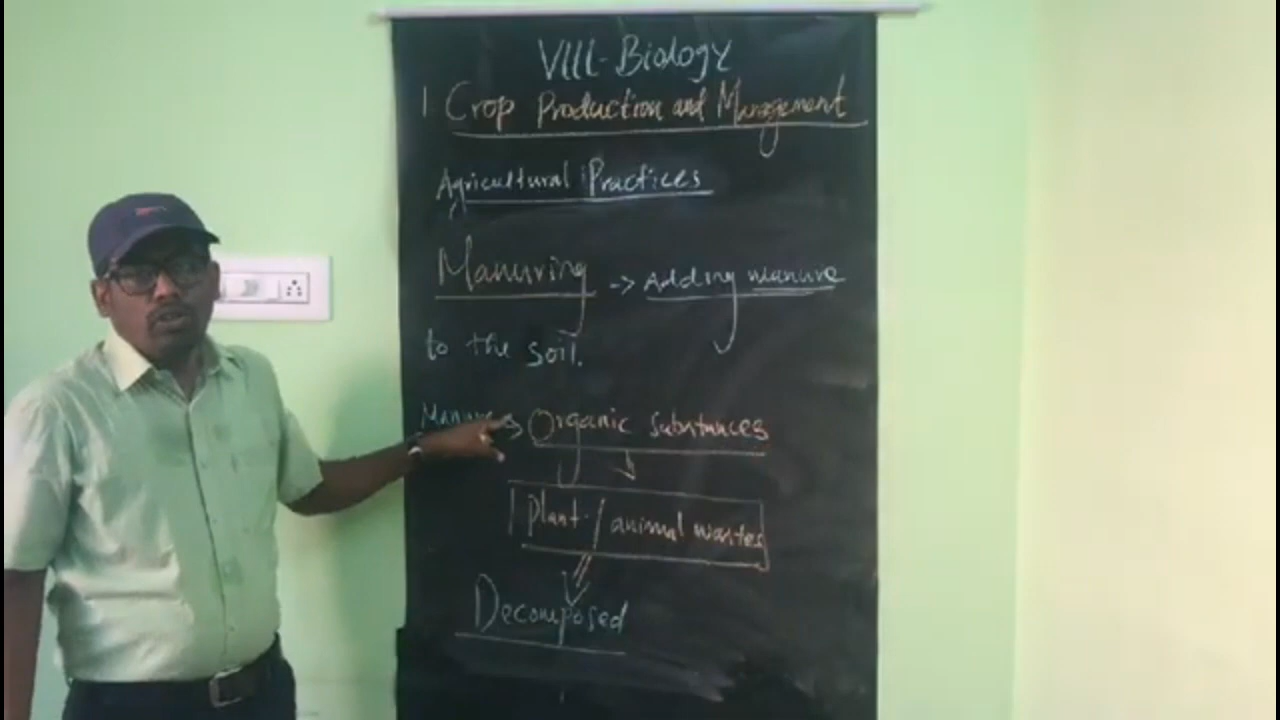 VIII-Biology
1 Crop Production and Management
Agricultural Practices
Manuring -> Adding manure
to the soil.
Manure -> Organic substances
Plant / animal wastes
Decomposed